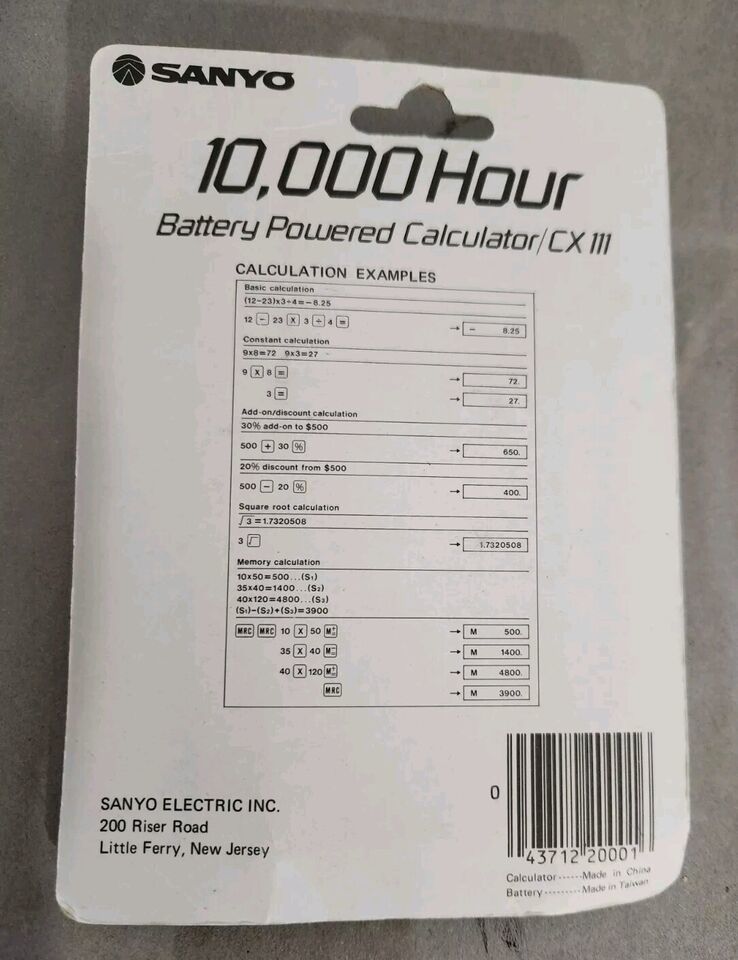 SANYO
10,000 Hour
Battery Powered Calculator/CX 111
CALCULATION EXAMPLES
Basic calculation
(12-23)x3÷4=-8.25
12 - 23 X 3 ÷ 4 = → - 8.25
Constant calculation
9x8=72 9x3=27
9 X 8 = → 72.
3 = → 27.
Add-on/discount calculation
30% add-on to $500
500 + 30 % → 650.
20% discount from $500
500 - 20 % → 400.
Square root calculation
√3=1.7320508
3 √ → 1.7320508
Memory calculation
10x50=500...(S1)
35x40=1400...(S2)
40x120=4800...(S3)
(S1)-(S2)+(S3)=3900
MRC MRC 10 X 50 M± → M 500.
35 X 40 M= → M 1400.
40 X 120 M± → M 4800.
MRC → M 3900.
SANYO ELECTRIC INC.
200 Riser Road
Little Ferry, New Jersey
0 43712 20001
Calculator......Made in China
Battery.........Made in Taiwan